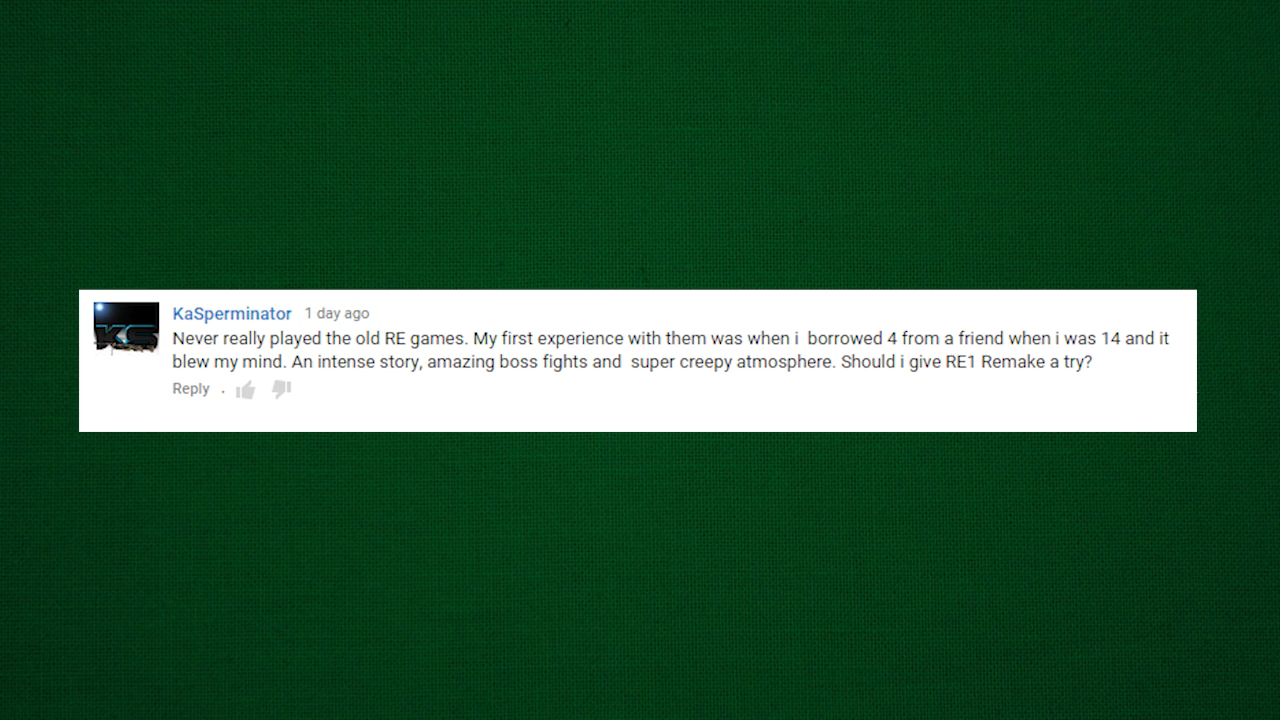 KaSperminator 1 day ago
Never really played the old RE games. My first experience with them was when i  borrowed 4 from a friend when i was 14 and it
blew my mind. An intense story, amazing boss fights and  super creepy atmosphere. Should i give RE1 Remake a try?
Reply .